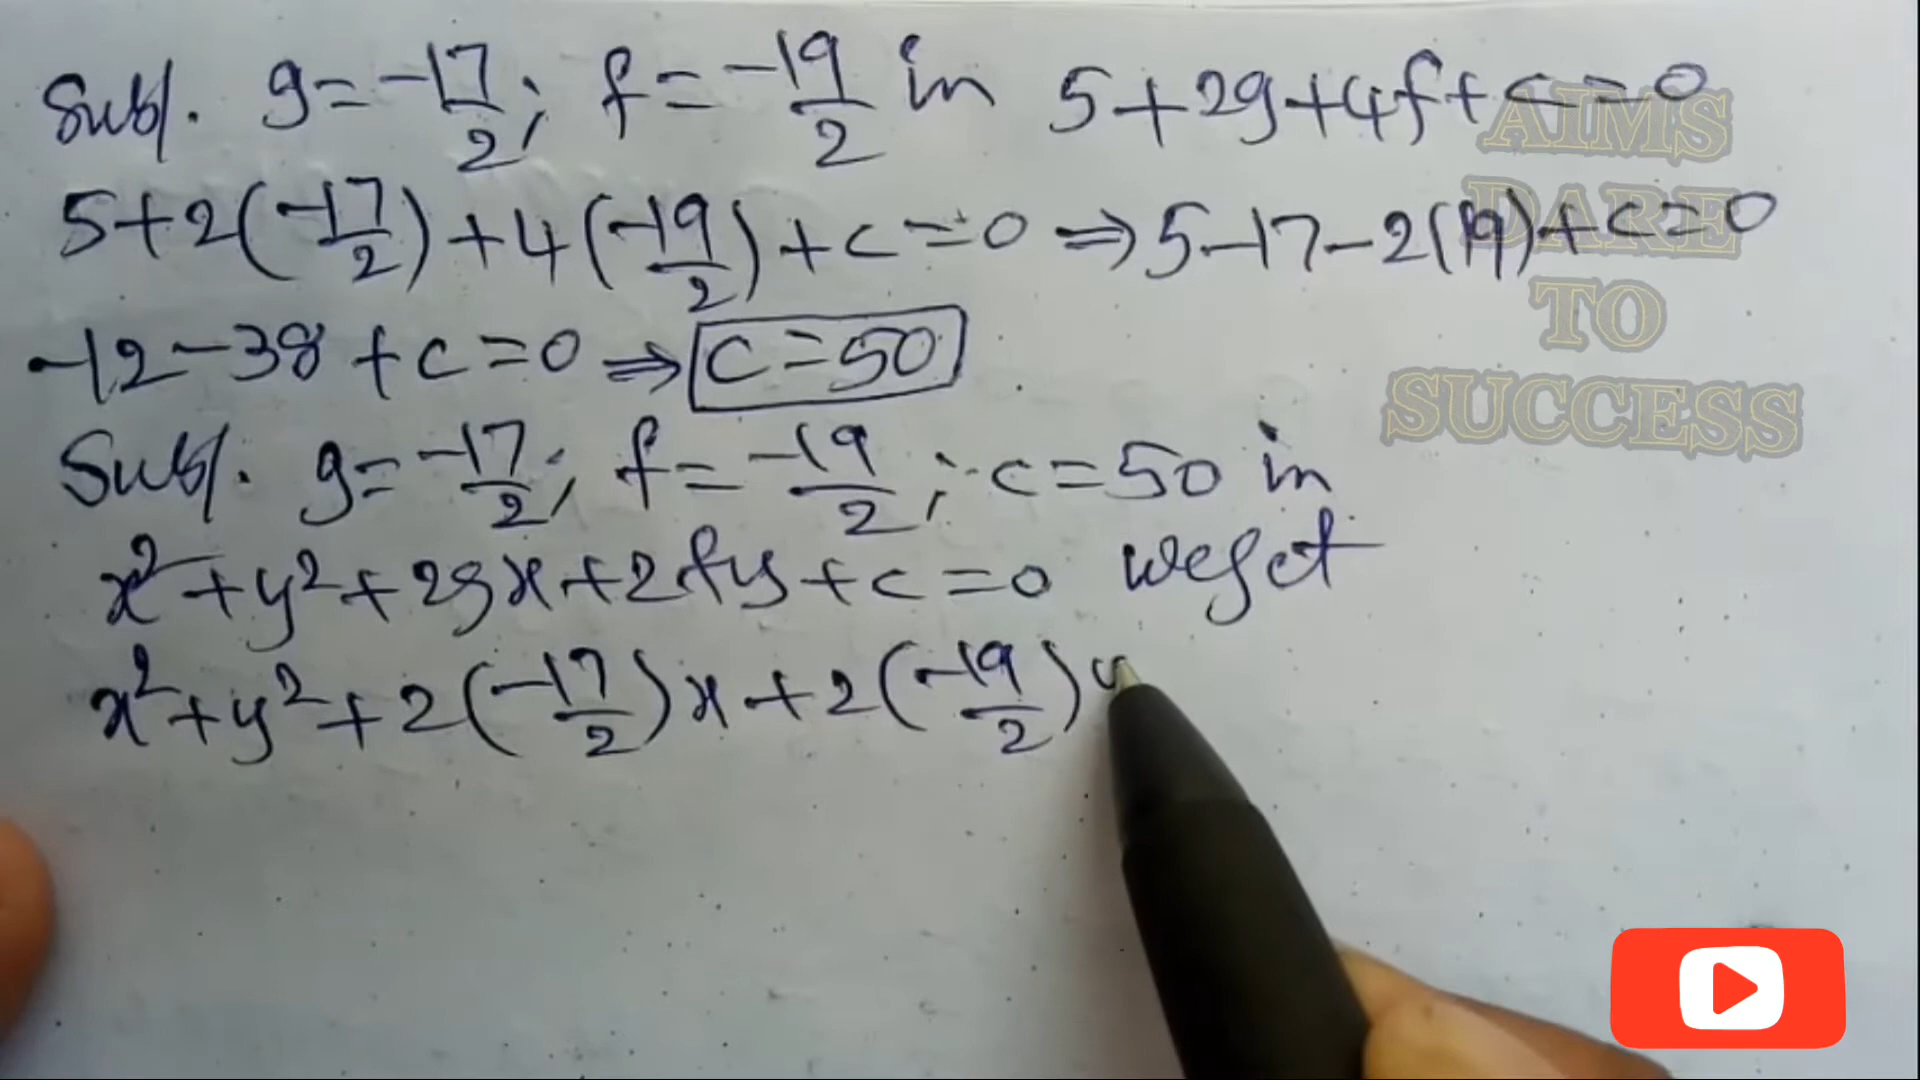 Subt. g = -17/2; f = -19/2 in 5+2g+4f+c=0
5+2(-17/2)+4(-19/2)+c=0 ⇒ 5-17-2(19)+c=0
-12-38+c=0 ⇒ c=50
Subt. g = -17/2; f = -19/2; c=50 in
x²+y²+2gx+2fy+c=0 we get
x²+y²+2(-17/2)x+2(-19/2)y
AIMS
DARE
TO
SUCCESS